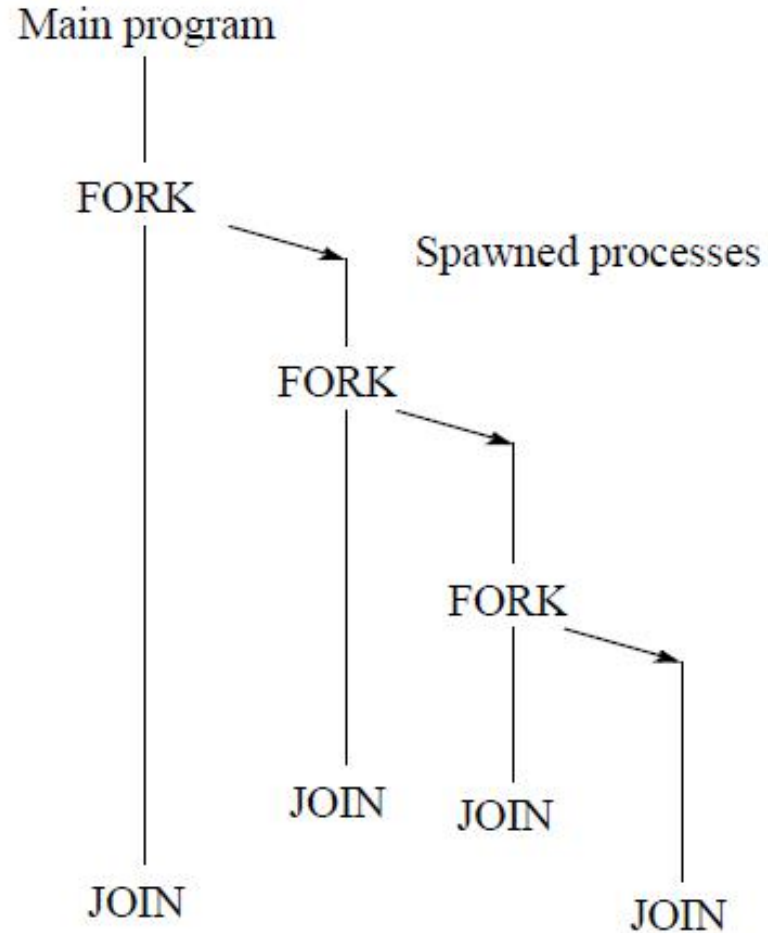 Main program
FORK
Spawned processes
FORK
FORK
JOIN
JOIN
JOIN
JOIN